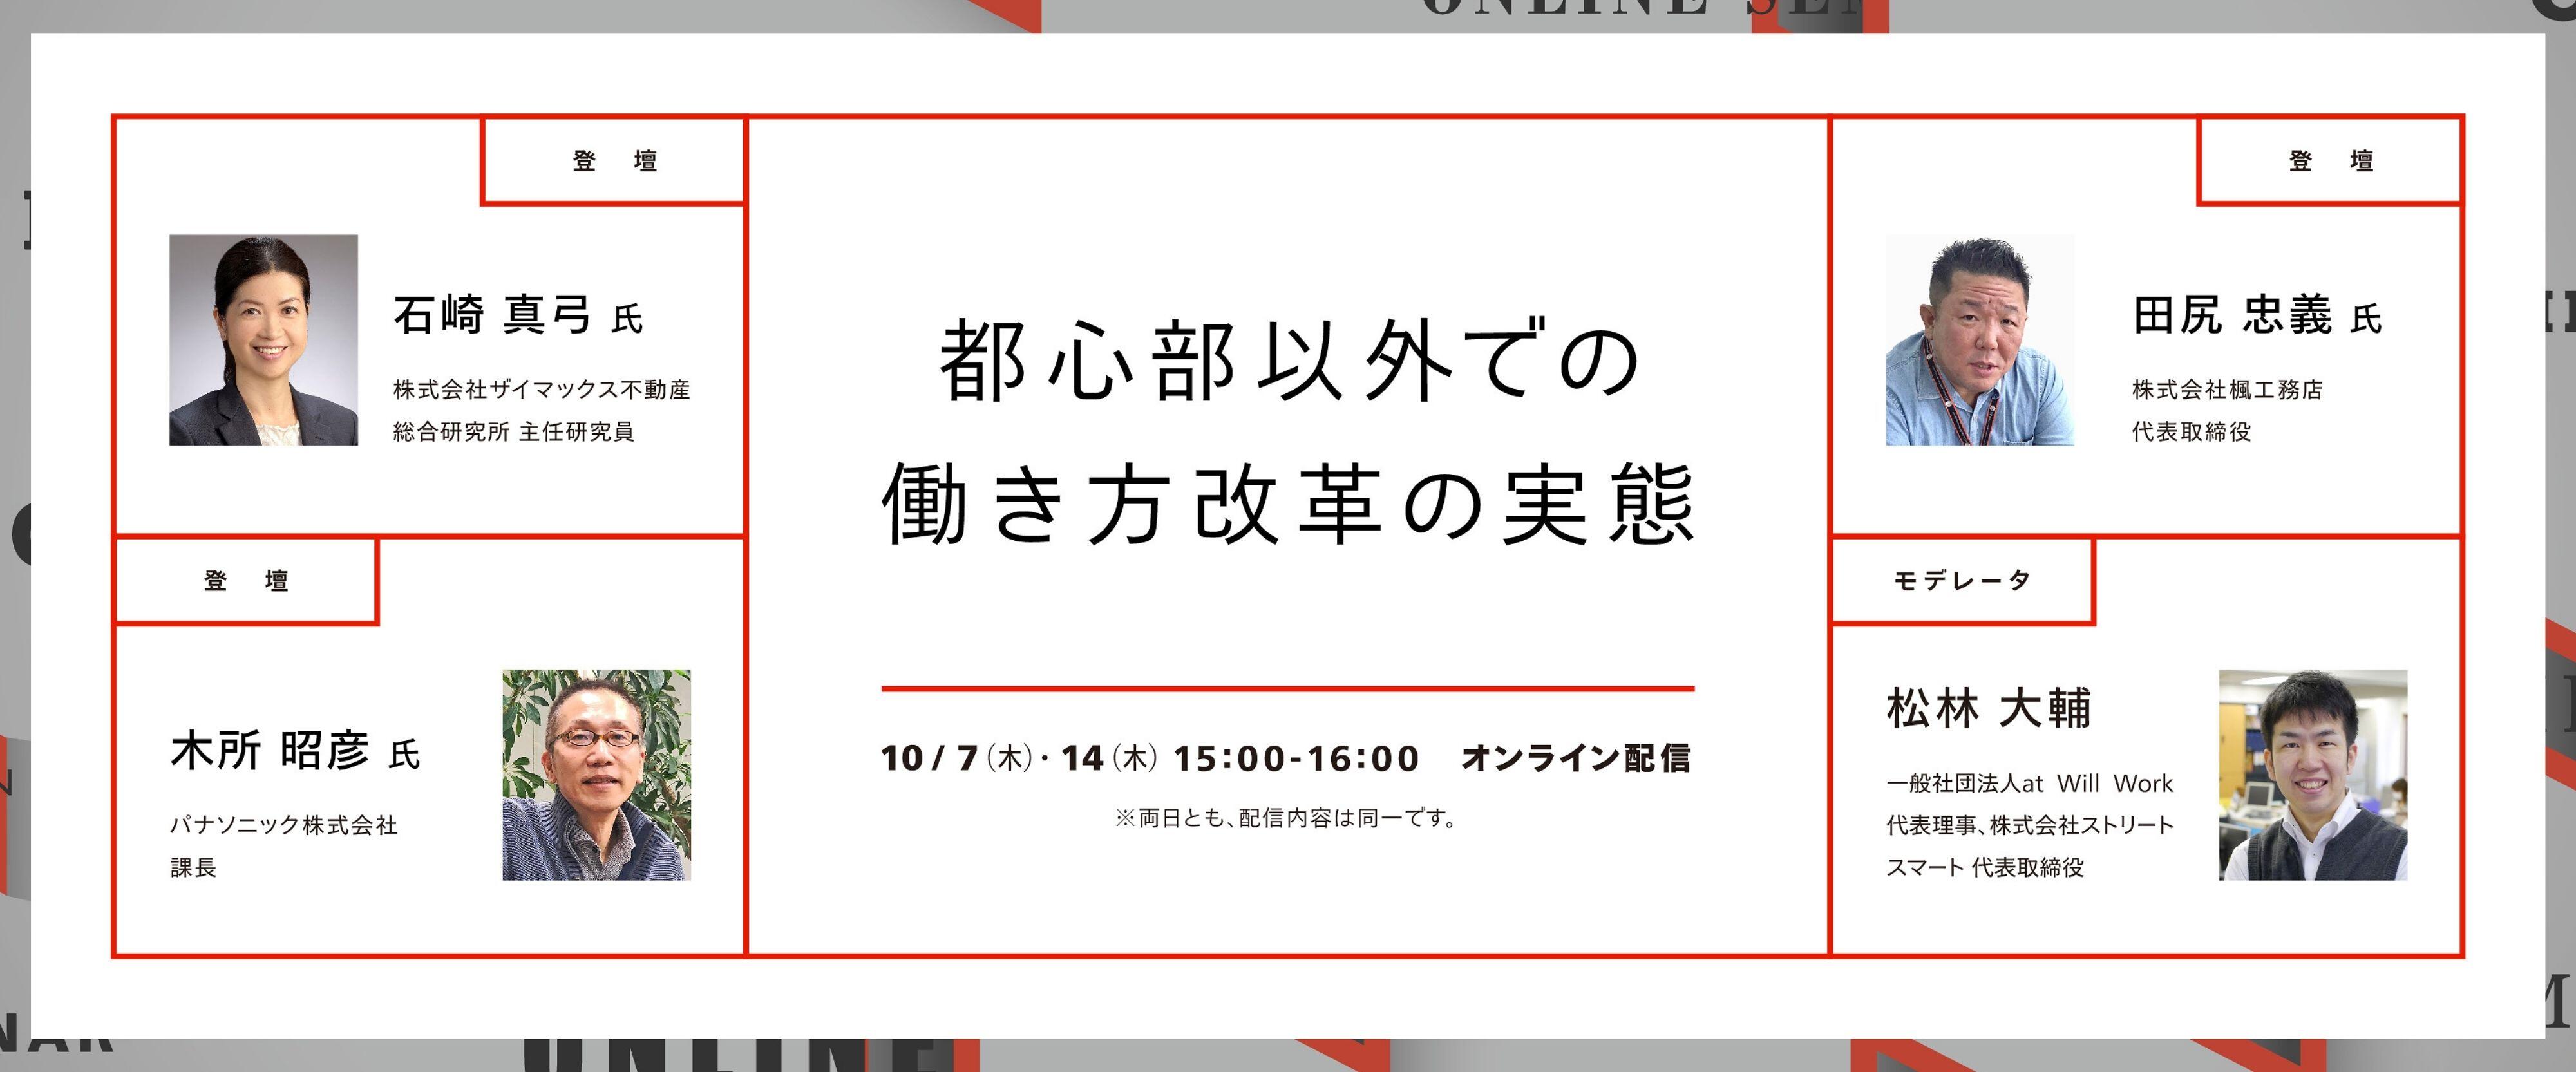 ONLINE SEM
登 壇
石崎 真弓 氏
株式会社ザイマックス不動産
総合研究所 主任研究員
登 壇
木所 昭彦 氏
パナソニック株式会社
課長
都心部以外での
働き方改革の実態
10 / 7(木)・14(木) 15:00-16:00 オンライン配信
※両日とも、配信内容は同一です。
登 壇
田尻 忠義 氏
株式会社楓工務店
代表取締役
モデレータ
松林 大輔
一般社団法人at Will Work
代表理事、株式会社ストリート
スマート 代表取締役
NAR
ONLINE